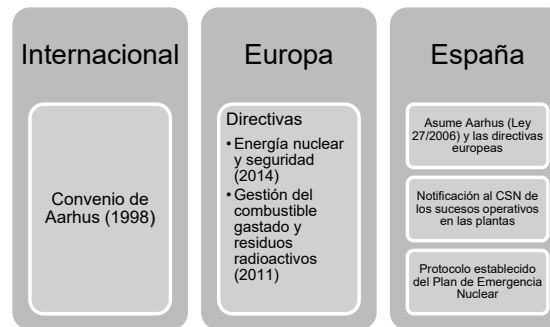 Internacional
Convenio de
Aarhus (1998)
Europa
Directivas
•Energía nuclear
y seguridad
(2014)
•Gestión del
combustible
gastado y
residuos
radioactivos
(2011)
España
Asume Aarhus (Ley
27/2006) y las directivas
europeas
Notificación al CSN de
los sucesos operativos
en las plantas
Protocolo establecido
del Plan de Emergencia
Nuclear